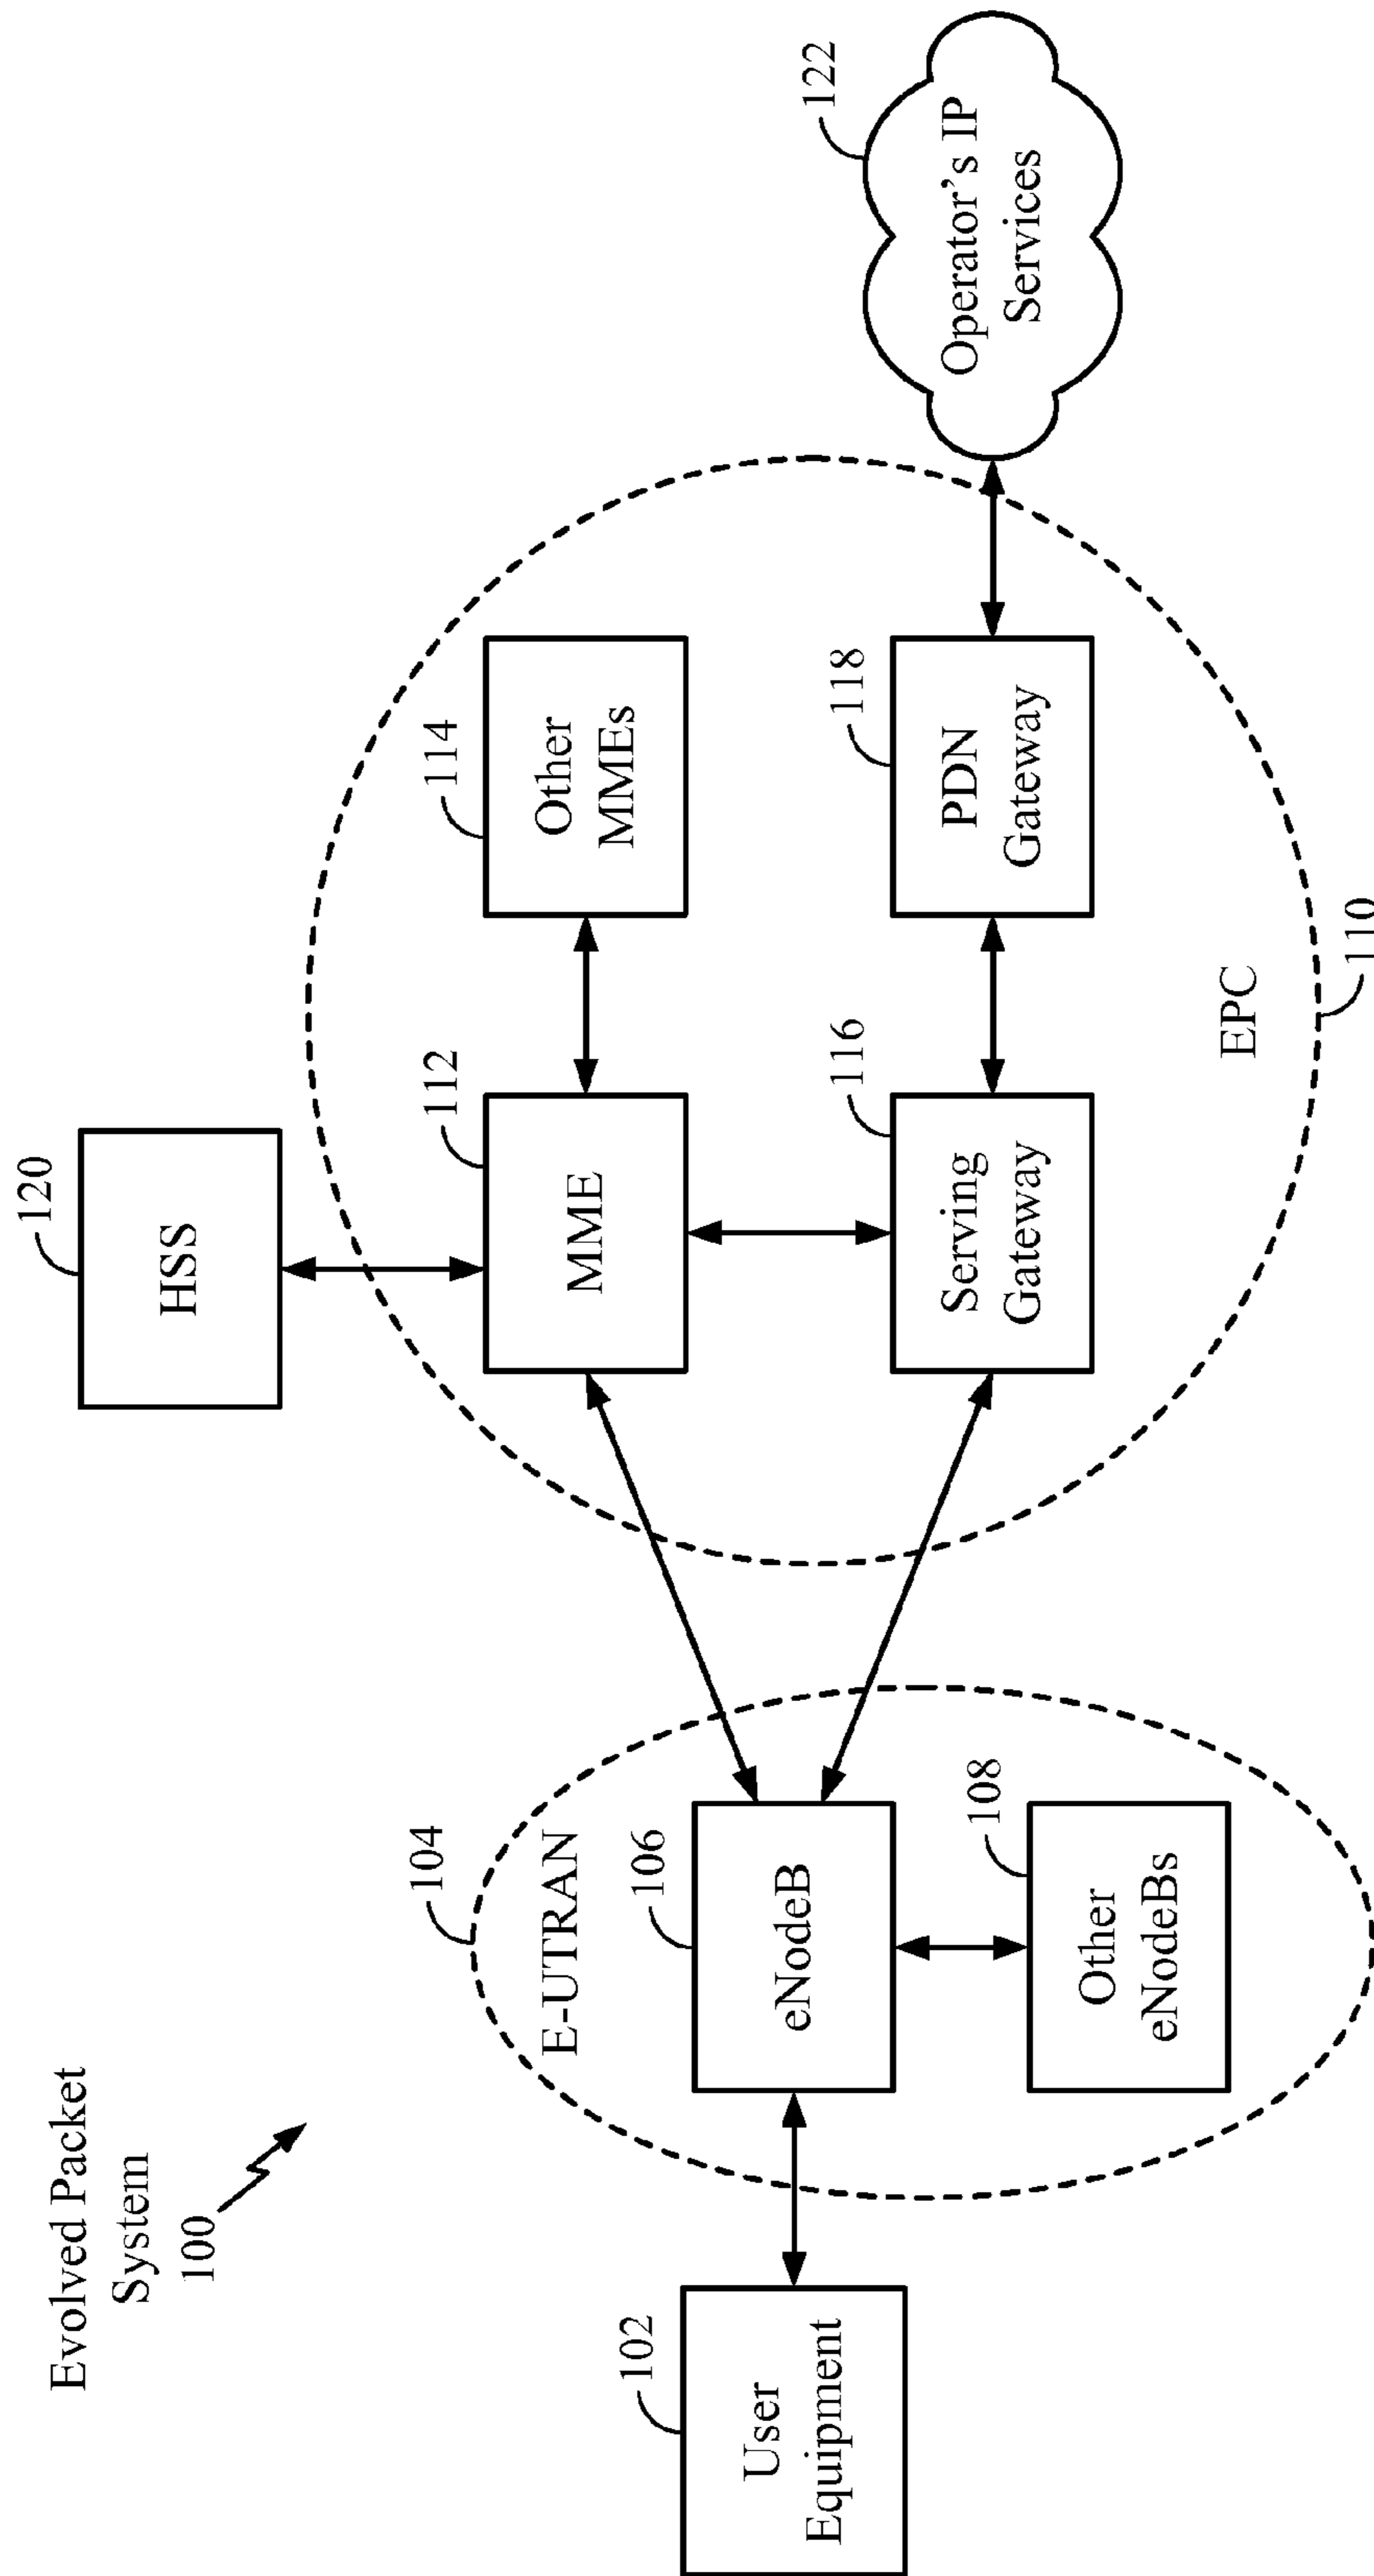 Evolved Packet
System
100
102
User
Equipment
104
E-UTRAN
106
eNodeB
108
Other
eNodeBs
120
HSS
112
MME
114
Other
MMEs
116
Serving
Gateway
118
PDN
Gateway
EPC
110
122
Operator's IP
Services